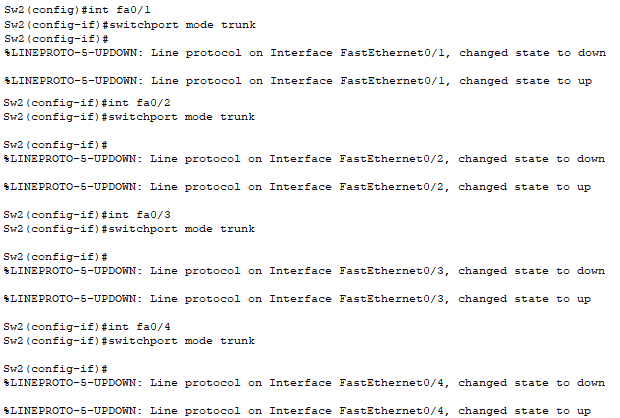 Sw2(config)#int fa0/1
Sw2(config-if)#switchport mode trunk
Sw2(config-if)#
%LINEPROTO-5-UPDOWN: Line protocol on Interface FastEthernet0/1, changed state to down
%LINEPROTO-5-UPDOWN: Line protocol on Interface FastEthernet0/1, changed state to up
Sw2(config-if)#int fa0/2
Sw2(config-if)#switchport mode trunk
Sw2(config-if)#
%LINEPROTO-5-UPDOWN: Line protocol on Interface FastEthernet0/2, changed state to down
%LINEPROTO-5-UPDOWN: Line protocol on Interface FastEthernet0/2, changed state to up
Sw2(config-if)#int fa0/3
Sw2(config-if)#switchport mode trunk
Sw2(config-if)#
%LINEPROTO-5-UPDOWN: Line protocol on Interface FastEthernet0/3, changed state to down
%LINEPROTO-5-UPDOWN: Line protocol on Interface FastEthernet0/3, changed state to up
Sw2(config-if)#int fa0/4
Sw2(config-if)#switchport mode trunk
Sw2(config-if)#
%LINEPROTO-5-UPDOWN: Line protocol on Interface FastEthernet0/4, changed state to down
%LINEPROTO-5-UPDOWN: Line protocol on Interface FastEthernet0/4, changed state to up